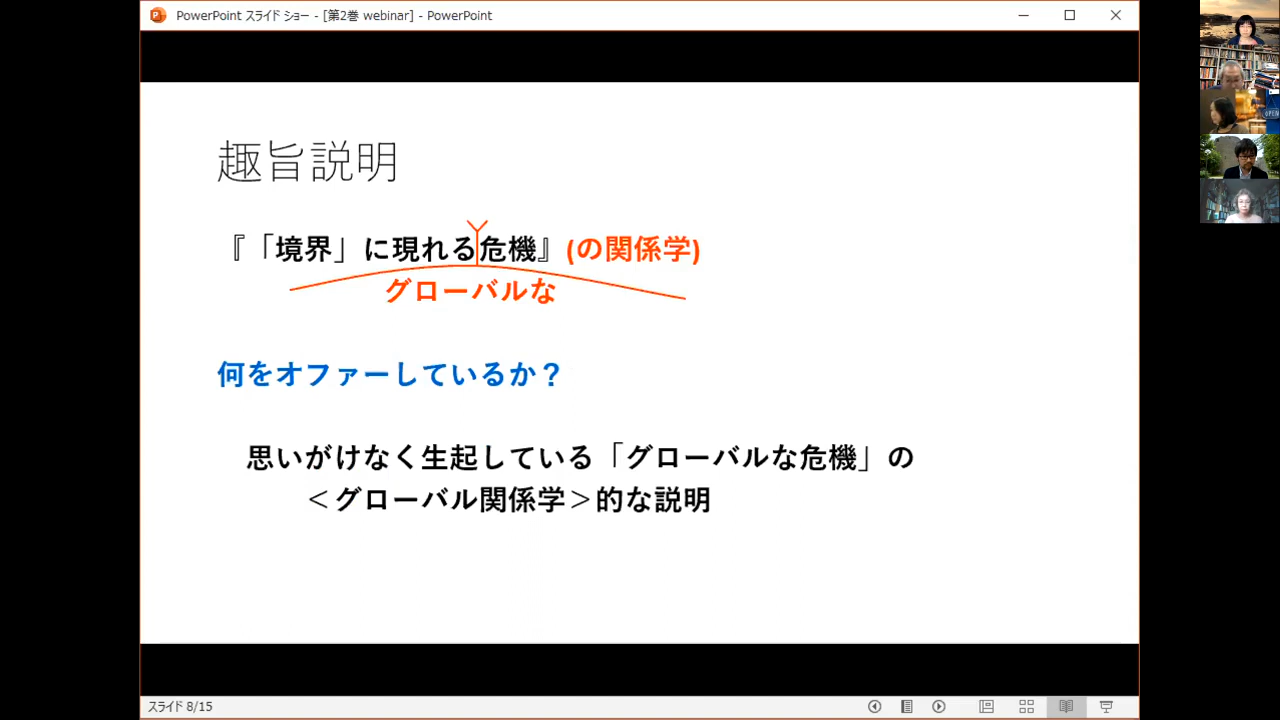 PowerPoint スライド ショー - [第2巻 webinar] - PowerPoint
趣旨説明
『「境界」に現れる危機』(の関係学)
グローバルな
何をオファーしているか？
思いがけなく生起している「グローバルな危機」の
＜グローバル関係学＞的な説明
スライド 8/15
OPEN